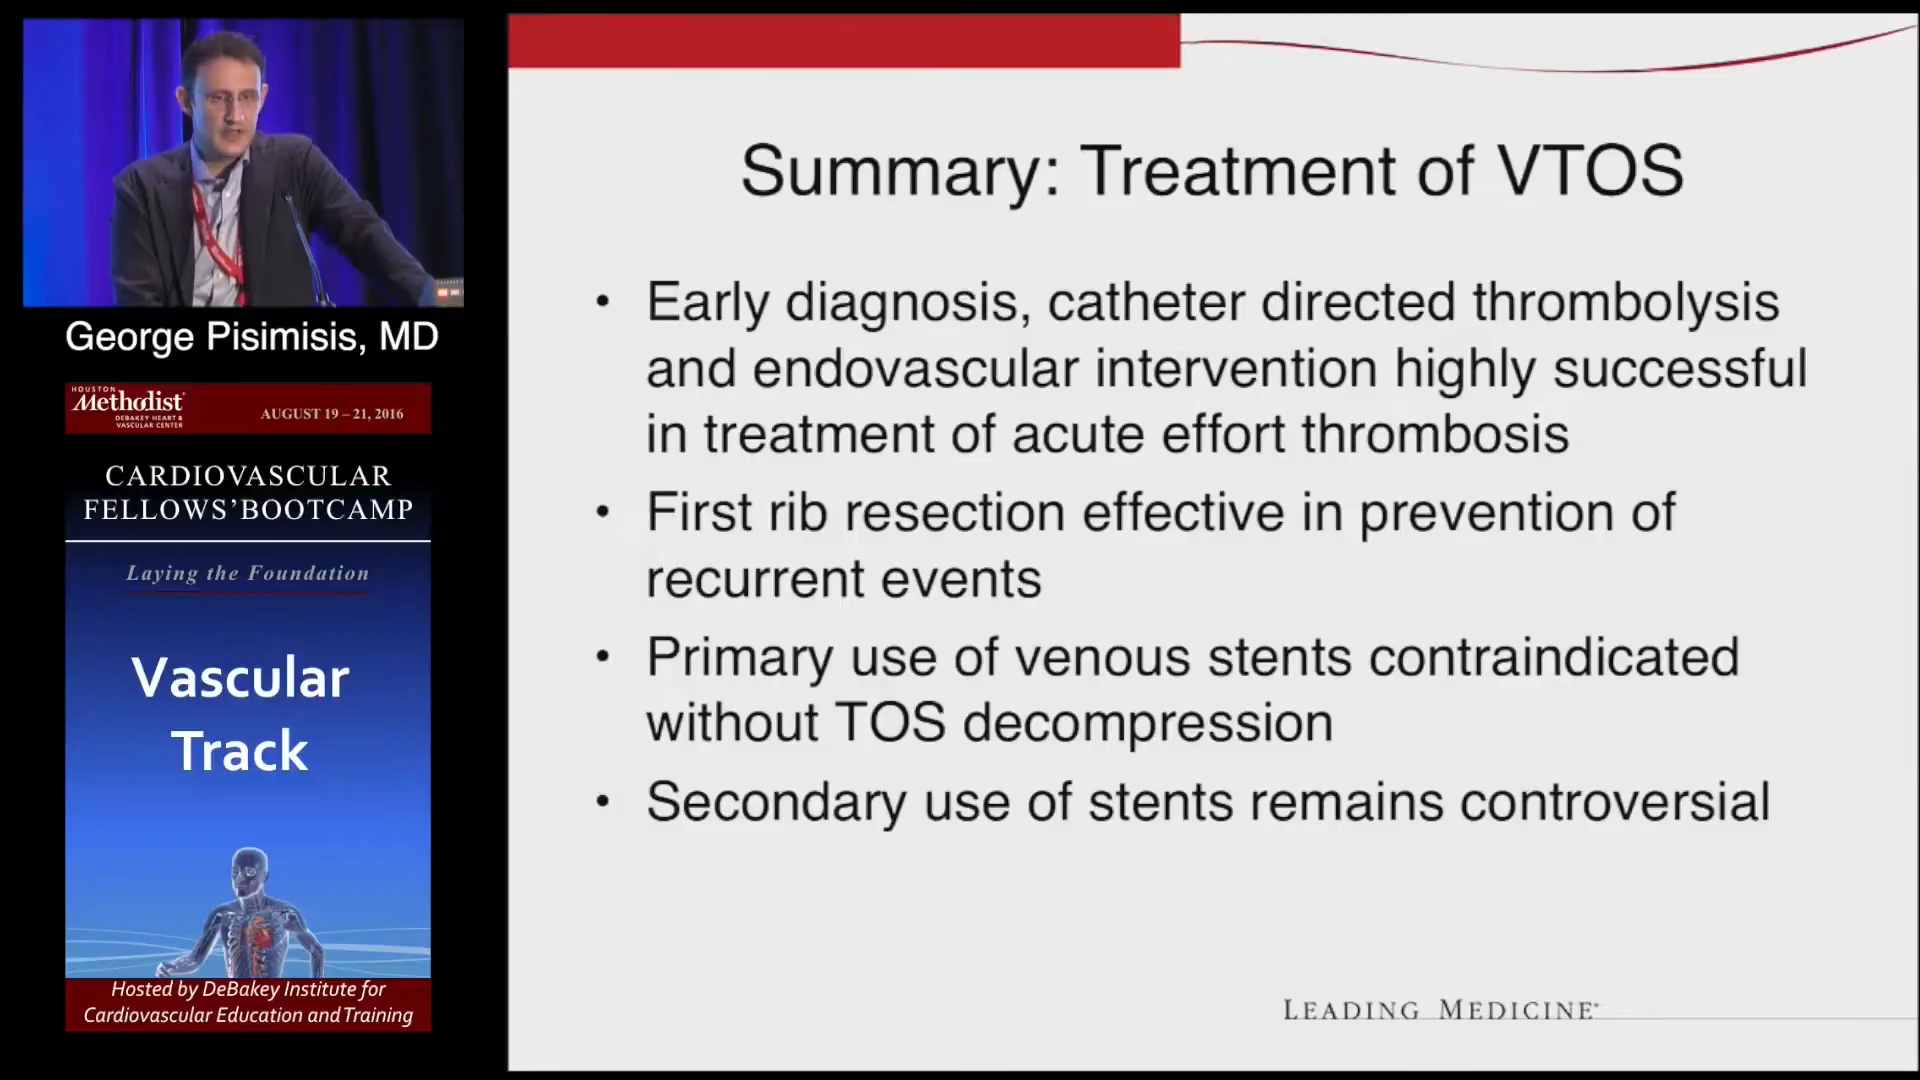 George Pisimisis, MD
HOUSTON
Methodist
DEBAKEY HEART &
VASCULAR CENTER
AUGUST 19 – 21, 2016
CARDIOVASCULAR
FELLOWS’BOOTCAMP
Laying the Foundation
Vascular
Track
Hosted by DeBakey Institute for
Cardiovascular Education and Training
Summary: Treatment of VTOS
• Early diagnosis, catheter directed thrombolysis
and endovascular intervention highly successful
in treatment of acute effort thrombosis
• First rib resection effective in prevention of
recurrent events
• Primary use of venous stents contraindicated
without TOS decompression
• Secondary use of stents remains controversial
LEADING MEDICINE